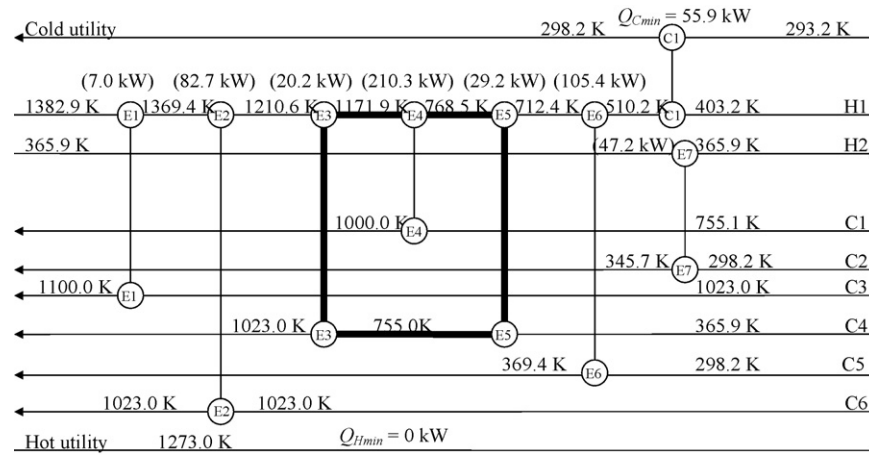 Q_Cmin = 55.9 kW
Cold utility 298.2 K C1 293.2 K
(7.0 kW) (82.7 kW) (20.2 kW) (210.3 kW) (29.2 kW) (105.4 kW)
1382.9 K 1369.4 K 1210.6 K 1171.9 K 768.5 K 712.4 K 510.2 K 403.2 K H1
E1 E2 E3 E4 E5 E6 C1
365.9 K (47.2 kW) E7 365.9 K H2
1000.0 K E4 755.1 K C1
345.7 K E7 298.2 K C2
1100.0 K E1 1023.0 K C3
1023.0 K E3 755.0K E5 365.9 K C4
369.4 K E6 298.2 K C5
1023.0 K E2 1023.0 K C6
Hot utility 1273.0 K Q_Hmin = 0 kW